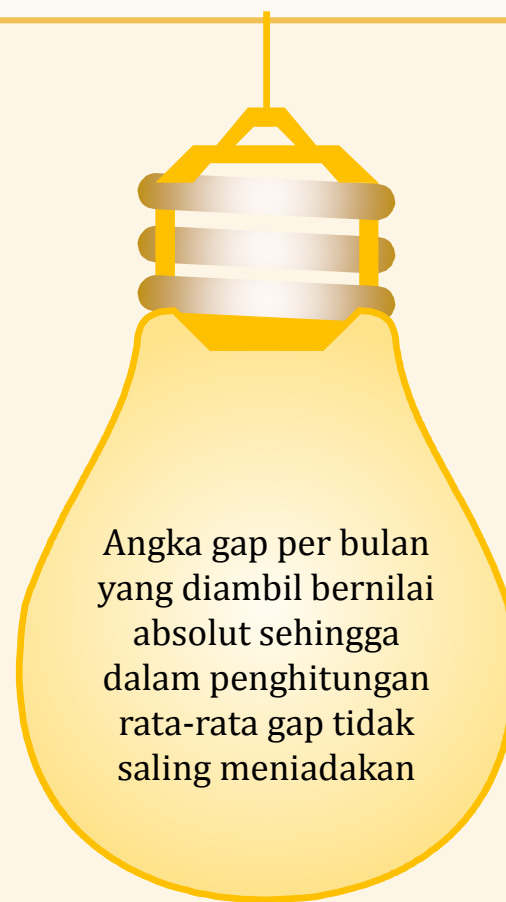 Angka gap per bulan
yang diambil bernilai
absolut sehingga
dalam penghitungan
rata-rata gap tidak
saling meniadakan